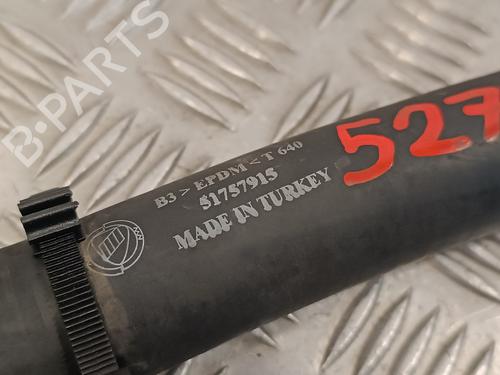 B-PARTS
B3 > EPDM < T 640
51757915
MADE IN TURKEY
527